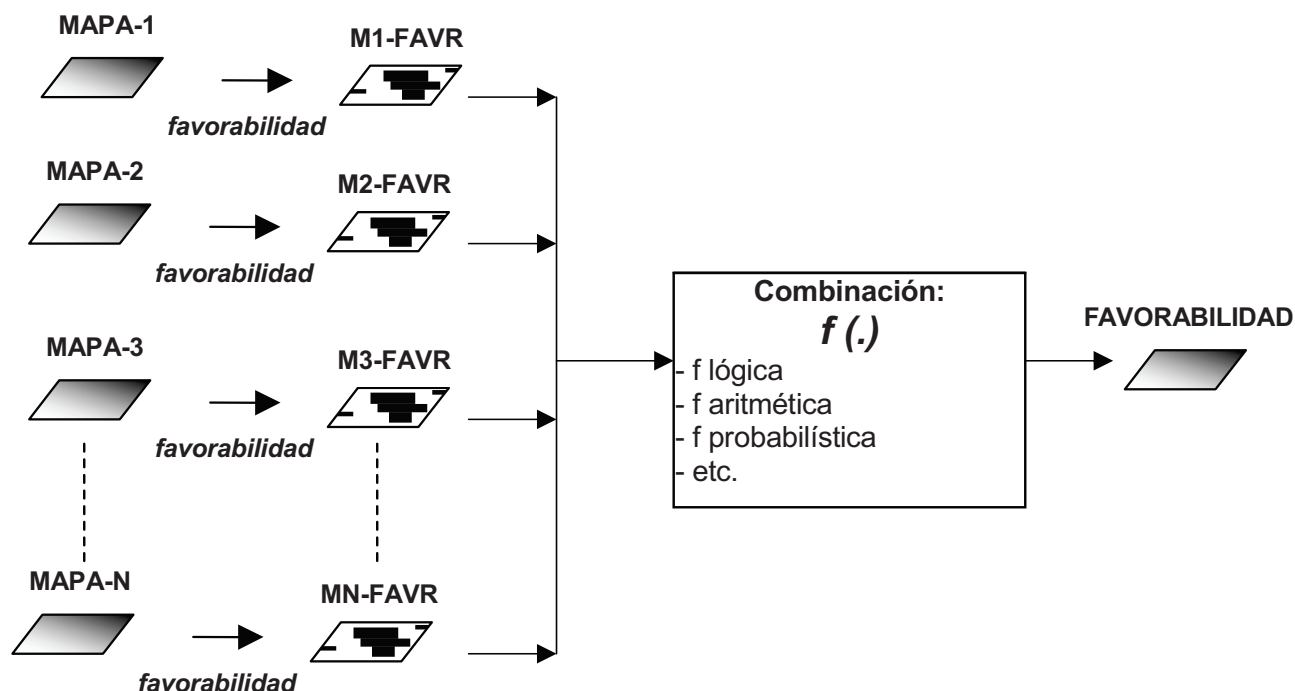 MAPA-1
M1-FAVR
favorabilidad
MAPA-2
M2-FAVR
favorabilidad
MAPA-3
M3-FAVR
favorabilidad
MAPA-N
MN-FAVR
favorabilidad
Combinación:
f (.)
- f lógica
- f aritmética
- f probabilística
- etc.
FAVORABILIDAD